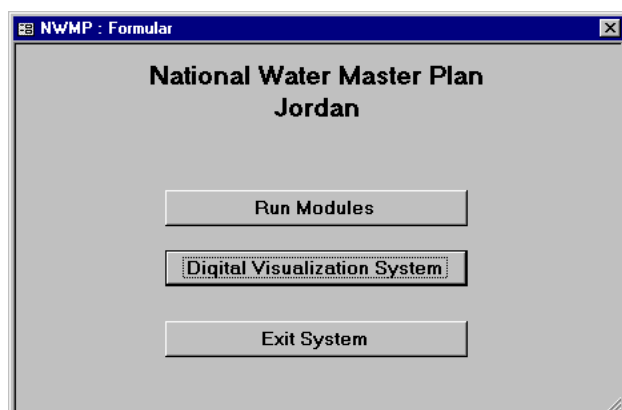 NWMP : Formular
National Water Master Plan
Jordan
Run Modules
Digital Visualization System
Exit System